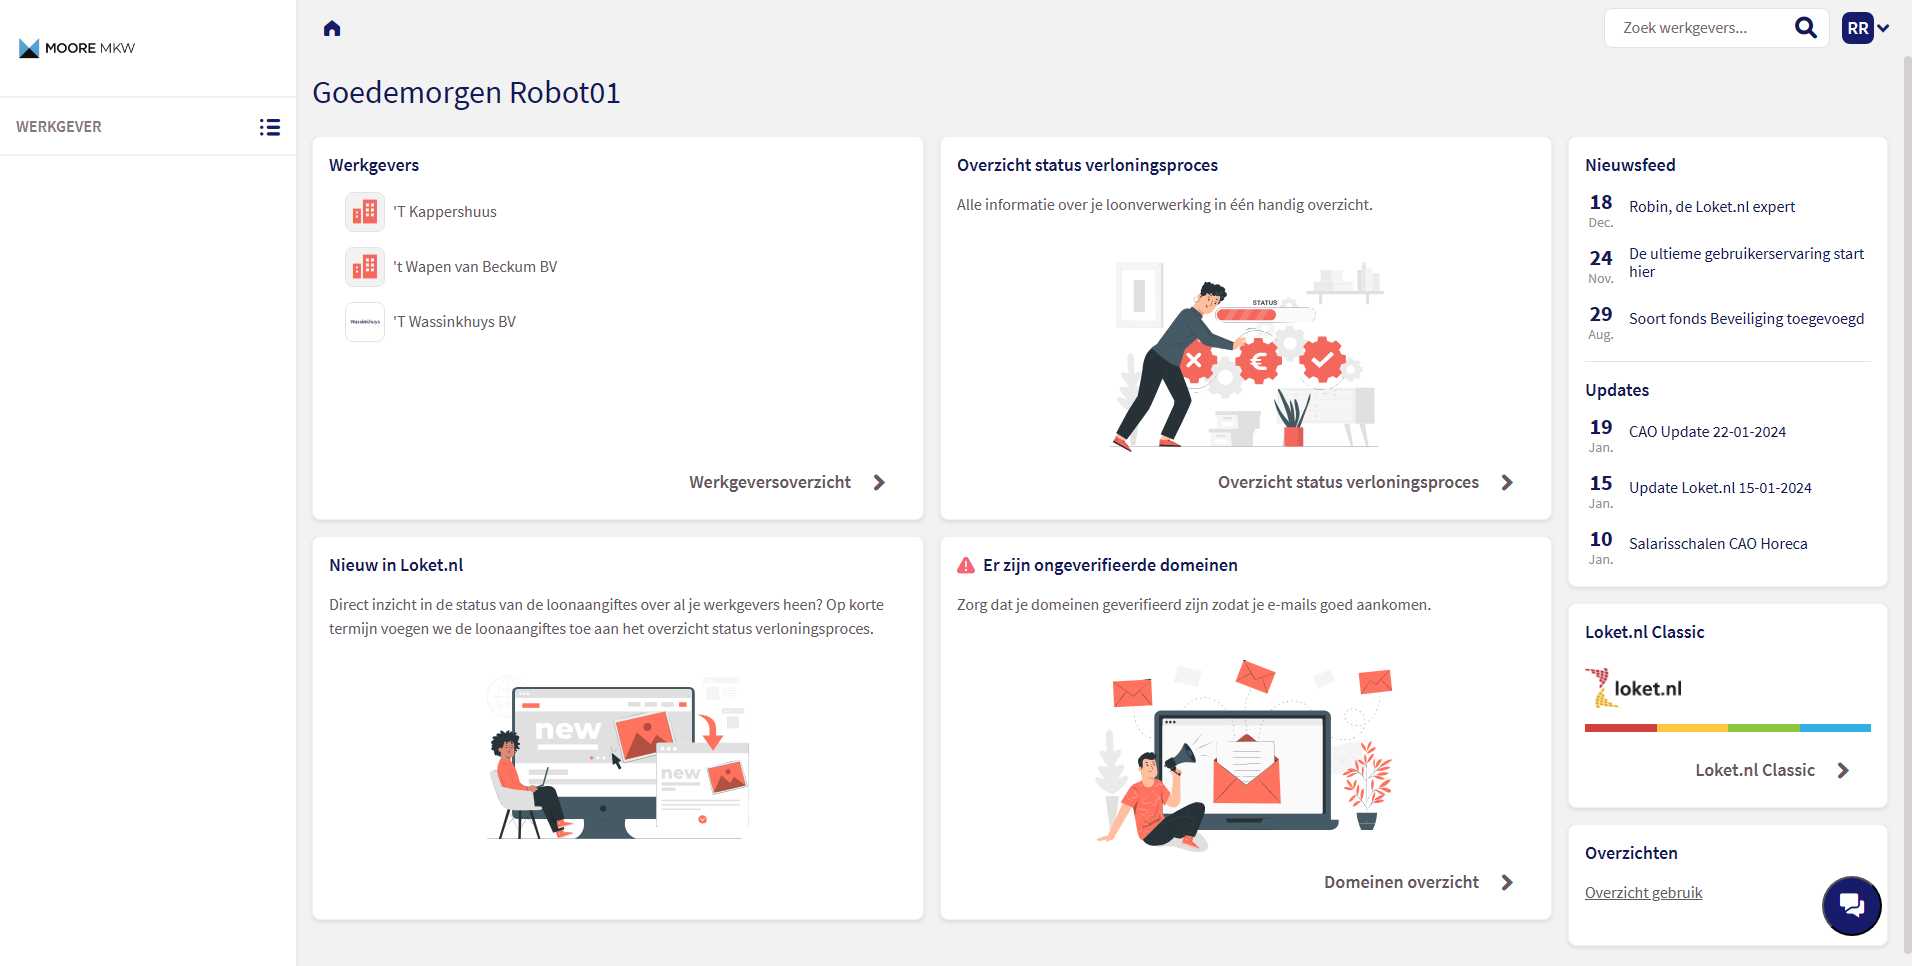 MOORE MKW
Zoek werkgevers...
RR
WERKGEVER
Goedemorgen Robot01
Werkgevers
'T Kappershuus
't Wapen van Beckum BV
Wassinkhuys
'T Wassinkhuys BV
Werkgeversoverzicht
Overzicht status verloningsproces
Alle informatie over je loonverwerking in één handig overzicht.
STATUS
€
Overzicht status verloningsproces
Nieuwsfeed
18
Dec.
Robin, de Loket.nl expert
24
Nov.
De ultieme gebruikerservaring start
hier
29
Aug.
Soort fonds Beveiliging toegevoegd
Updates
19
Jan.
CAO Update 22-01-2024
15
Jan.
Update Loket.nl 15-01-2024
10
Jan.
Salarisschalen CAO Horeca
Nieuw in Loket.nl
Direct inzicht in de status van de loonaangiftes over al je werkgevers heen? Op korte
termijn voegen we de loonaangiftes toe aan het overzicht status verloningsproces.
new
new
Er zijn ongeverifieerde domeinen
Zorg dat je domeinen geverifieerd zijn zodat je e-mails goed aankomen.
Domeinen overzicht
Loket.nl Classic
loket.nl
Loket.nl Classic
Overzichten
Overzicht gebruik